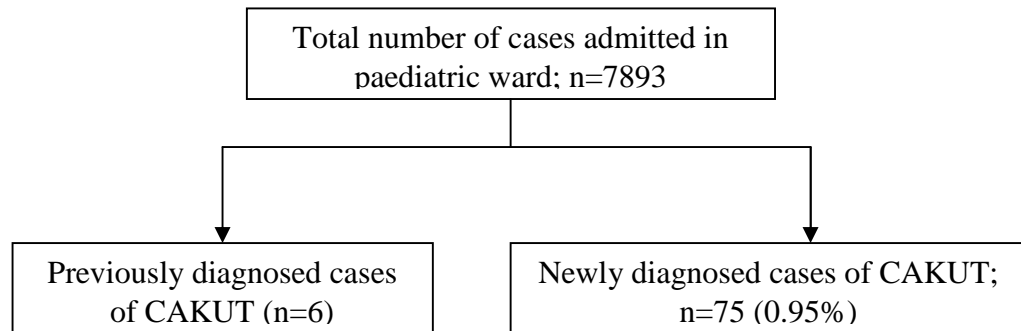 Total number of cases admitted in
paediatric ward; n=7893
Previously diagnosed cases
of CAKUT (n=6)
Newly diagnosed cases of CAKUT;
n=75 (0.95%)